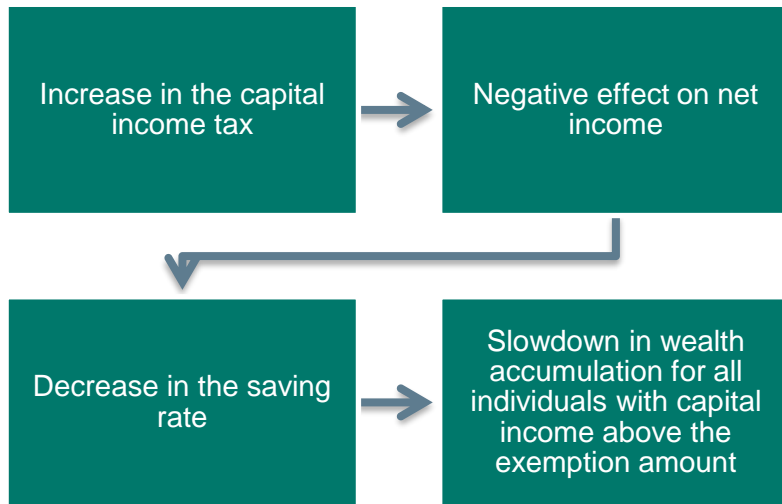 Increase in the capital
income tax
Negative effect on net
income
Decrease in the saving
rate
Slowdown in wealth
accumulation for all
individuals with capital
income above the
exemption amount